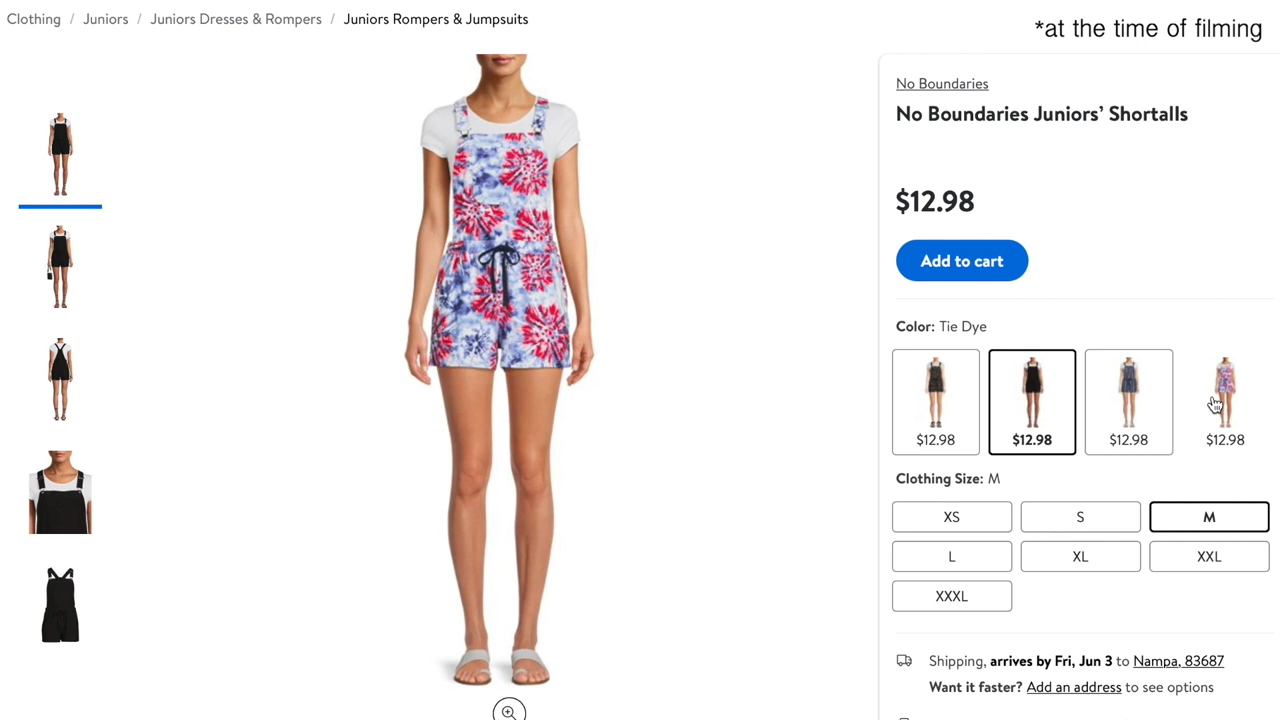 Clothing / Juniors / Juniors Dresses & Rompers / Juniors Rompers & Jumpsuits
*at the time of filming
No Boundaries
No Boundaries Juniors’ Shortalls
$12.98
Add to cart
Color: Tie Dye
$12.98 $12.98 $12.98 $12.98
Clothing Size: M
XS S M
L XL XXL
XXXL
Shipping, arrives by Fri, Jun 3 to Nampa, 83687
Want it faster? Add an address to see options